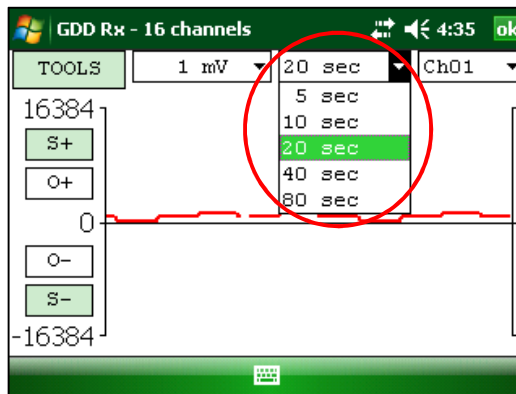 GDD Rx - 16 channels 4:35 ok
TOOLS 1 mV 20 sec Ch01
5 sec
10 sec
20 sec
40 sec
80 sec
16384
S+
O+
0
O-
S-
-16384